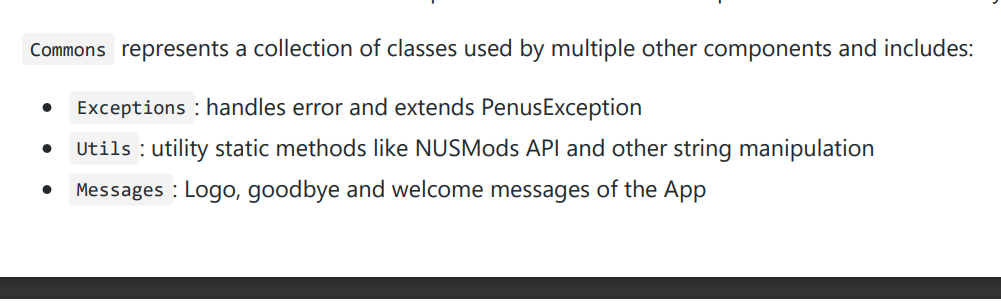 Commons represents a collection of classes used by multiple other components and includes:
• Exceptions: handles error and extends PenusException
• Utils: utility static methods like NUSMods API and other string manipulation
• Messages: Logo, goodbye and welcome messages of the App